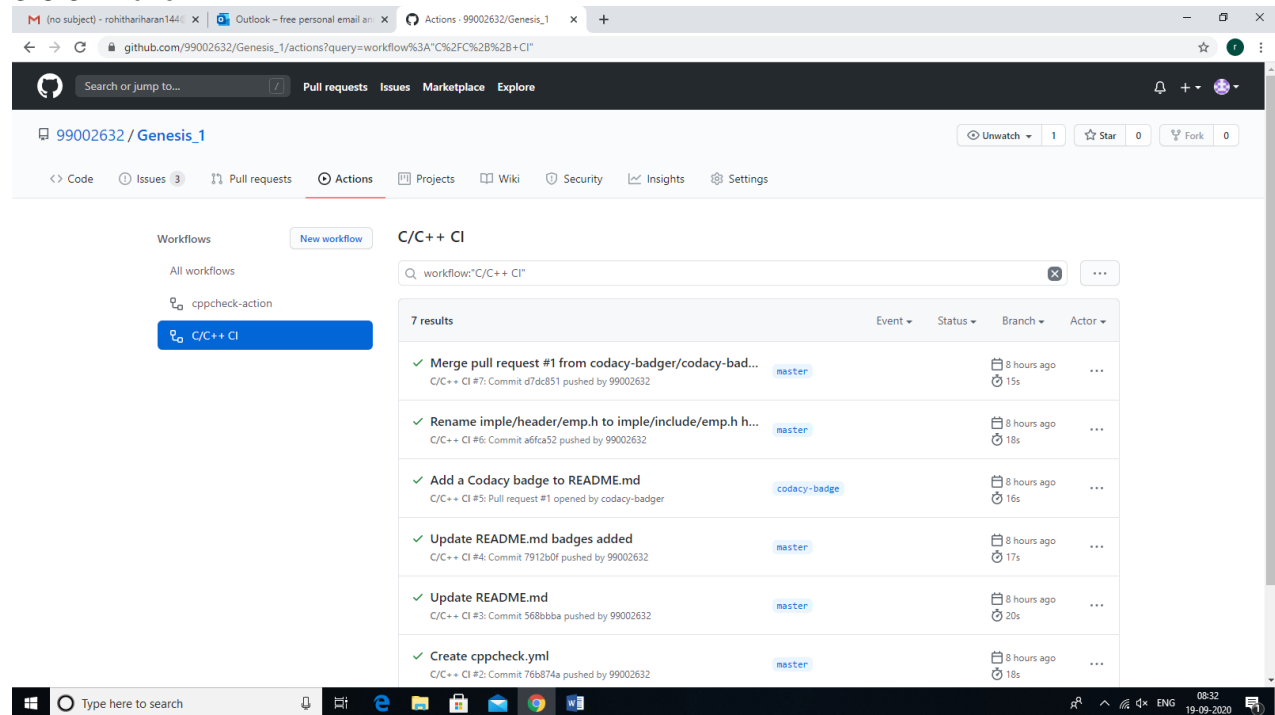 (no subject) - rohithariharan144
Outlook – free personal email an
Actions · 99002632/Genesis_1
github.com/99002632/Genesis_1/actions?query=workflow%3A"C%2FC%2B%2B+CI"
r
Search or jump to...
/
Pull requests Issues Marketplace Explore
99002632 / Genesis_1
Unwatch 1
Star 0
Fork 0
<> Code
Issues 3
Pull requests
Actions
Projects
Wiki
Security
Insights
Settings
Workflows
New workflow
All workflows
cppcheck-action
C/C++ CI
C/C++ CI
workflow:"C/C++ CI"
7 results
Event Status Branch Actor
Merge pull request #1 from codacy-badger/codacy-bad...
C/C++ CI #7: Commit d7dc851 pushed by 99002632
master
8 hours ago
15s
Rename imple/header/emp.h to imple/include/emp.h h...
C/C++ CI #6: Commit a6fca52 pushed by 99002632
master
8 hours ago
18s
Add a Codacy badge to README.md
C/C++ CI #5: Pull request #1 opened by codacy-badger
codacy-badge
8 hours ago
16s
Update README.md badges added
C/C++ CI #4: Commit 7912b0f pushed by 99002632
master
8 hours ago
17s
Update README.md
C/C++ CI #3: Commit 568bbba pushed by 99002632
master
8 hours ago
20s
Create cppcheck.yml
C/C++ CI #2: Commit 76b874a pushed by 99002632
master
8 hours ago
18s
Type here to search
ENG
08:32
19-09-2020